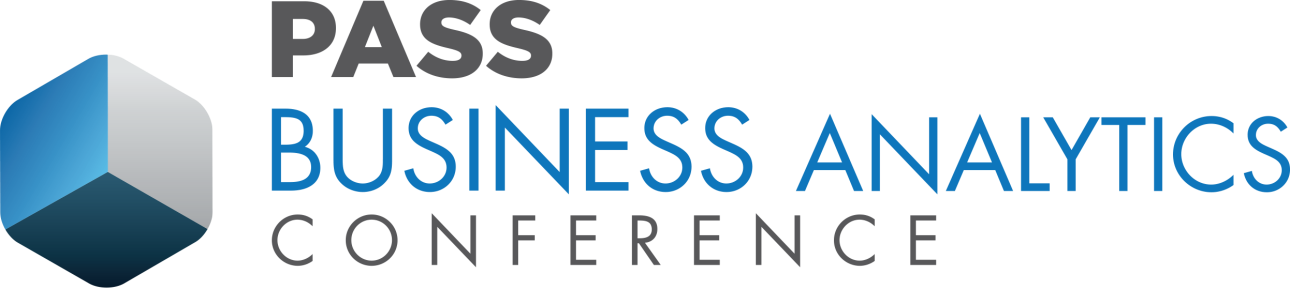 PASS
BUSINESS ANALYTICS
CONFERENCE